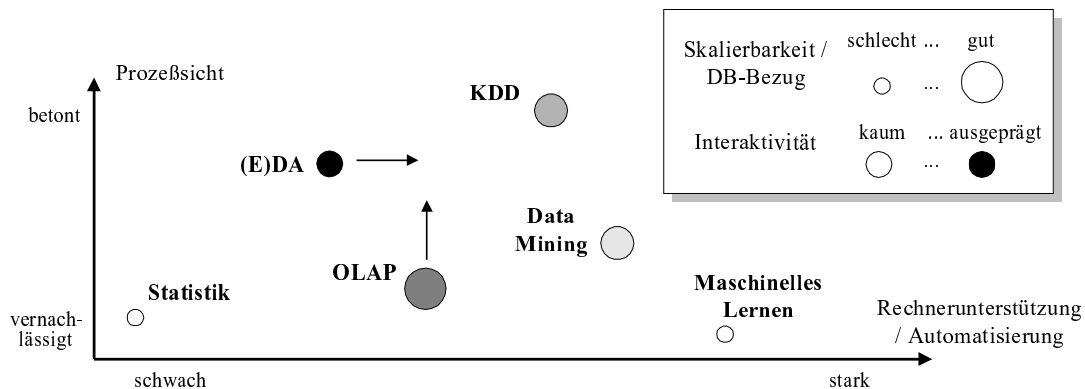 Prozeßsicht
betont
vernach-
lässigt
schwach
stark
Rechnerunterstützung
/ Automatisierung
KDD
(E)DA
Data
Mining
OLAP
Statistik
Maschinelles
Lernen
Skalierbarkeit /
DB-Bezug
schlecht ... gut
...
Interaktivität
kaum ... ausgeprägt
...